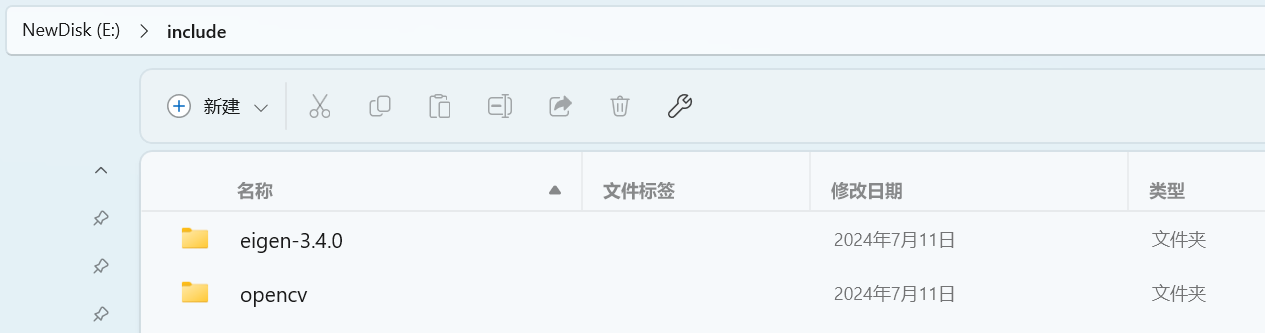 NewDisk (E:) > include
新建
名称 文件标签 修改日期 类型
eigen-3.4.0 2024年7月11日 文件夹
opencv 2024年7月11日 文件夹